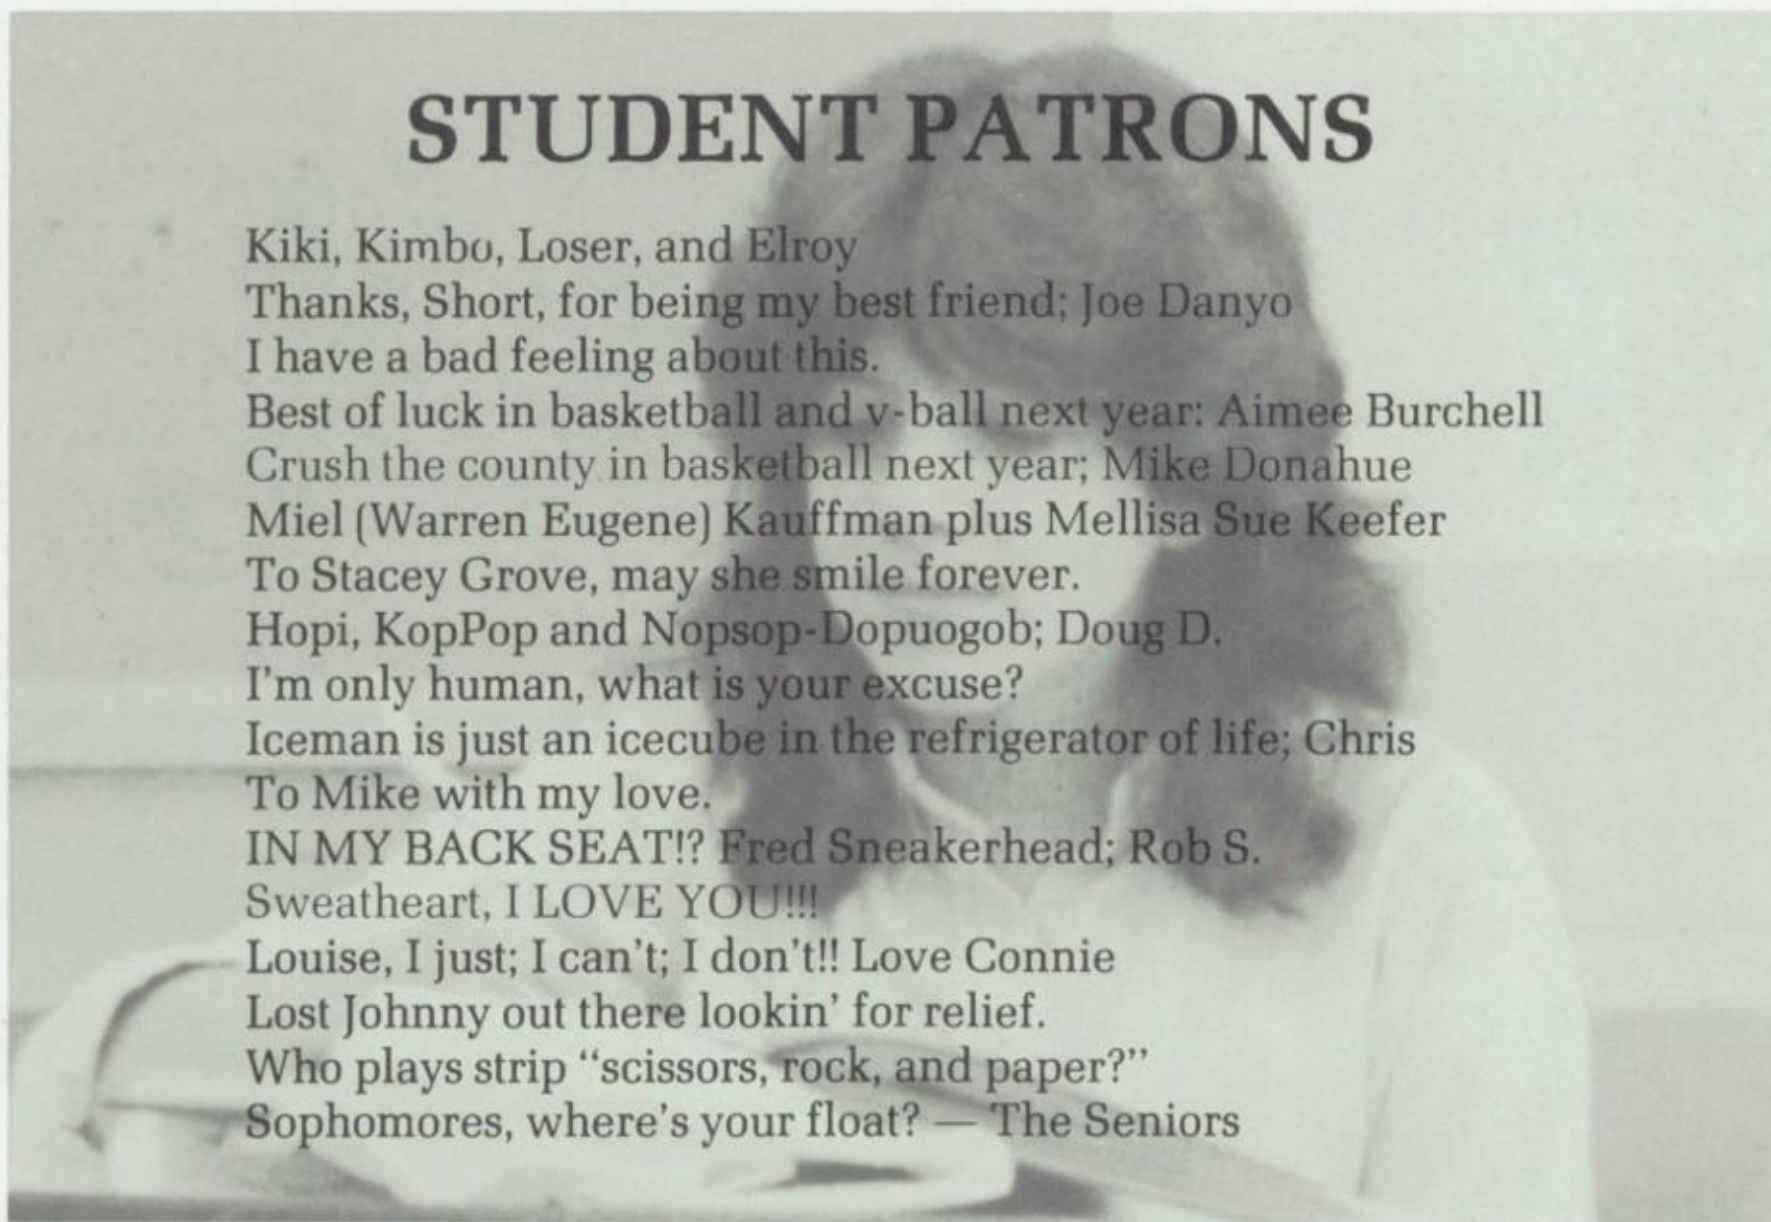 STUDENT PATRONS
Kiki, Kimbo, Loser, and Elroy
Thanks, Short, for being my best friend; Joe Danyo
I have a bad feeling about this.
Best of luck in basketball and v-ball next year: Aimee Burchell
Crush the county in basketball next year; Mike Donahue
Miel (Warren Eugene) Kauffman plus Mellisa Sue Keefer
To Stacey Grove, may she smile forever.
Hopi, KopPop and Nopsop-Dopuogob; Doug D.
I'm only human, what is your excuse?
Iceman is just an icecube in the refrigerator of life; Chris
To Mike with my love.
IN MY BACK SEAT!? Fred Sneakerhead; Rob S.
Sweatheart, I LOVE YOU!!!
Louise, I just; I can't; I don't!! Love Connie
Lost Johnny out there lookin' for relief.
Who plays strip “scissors, rock, and paper?”
Sophomores, where's your float? — The Seniors